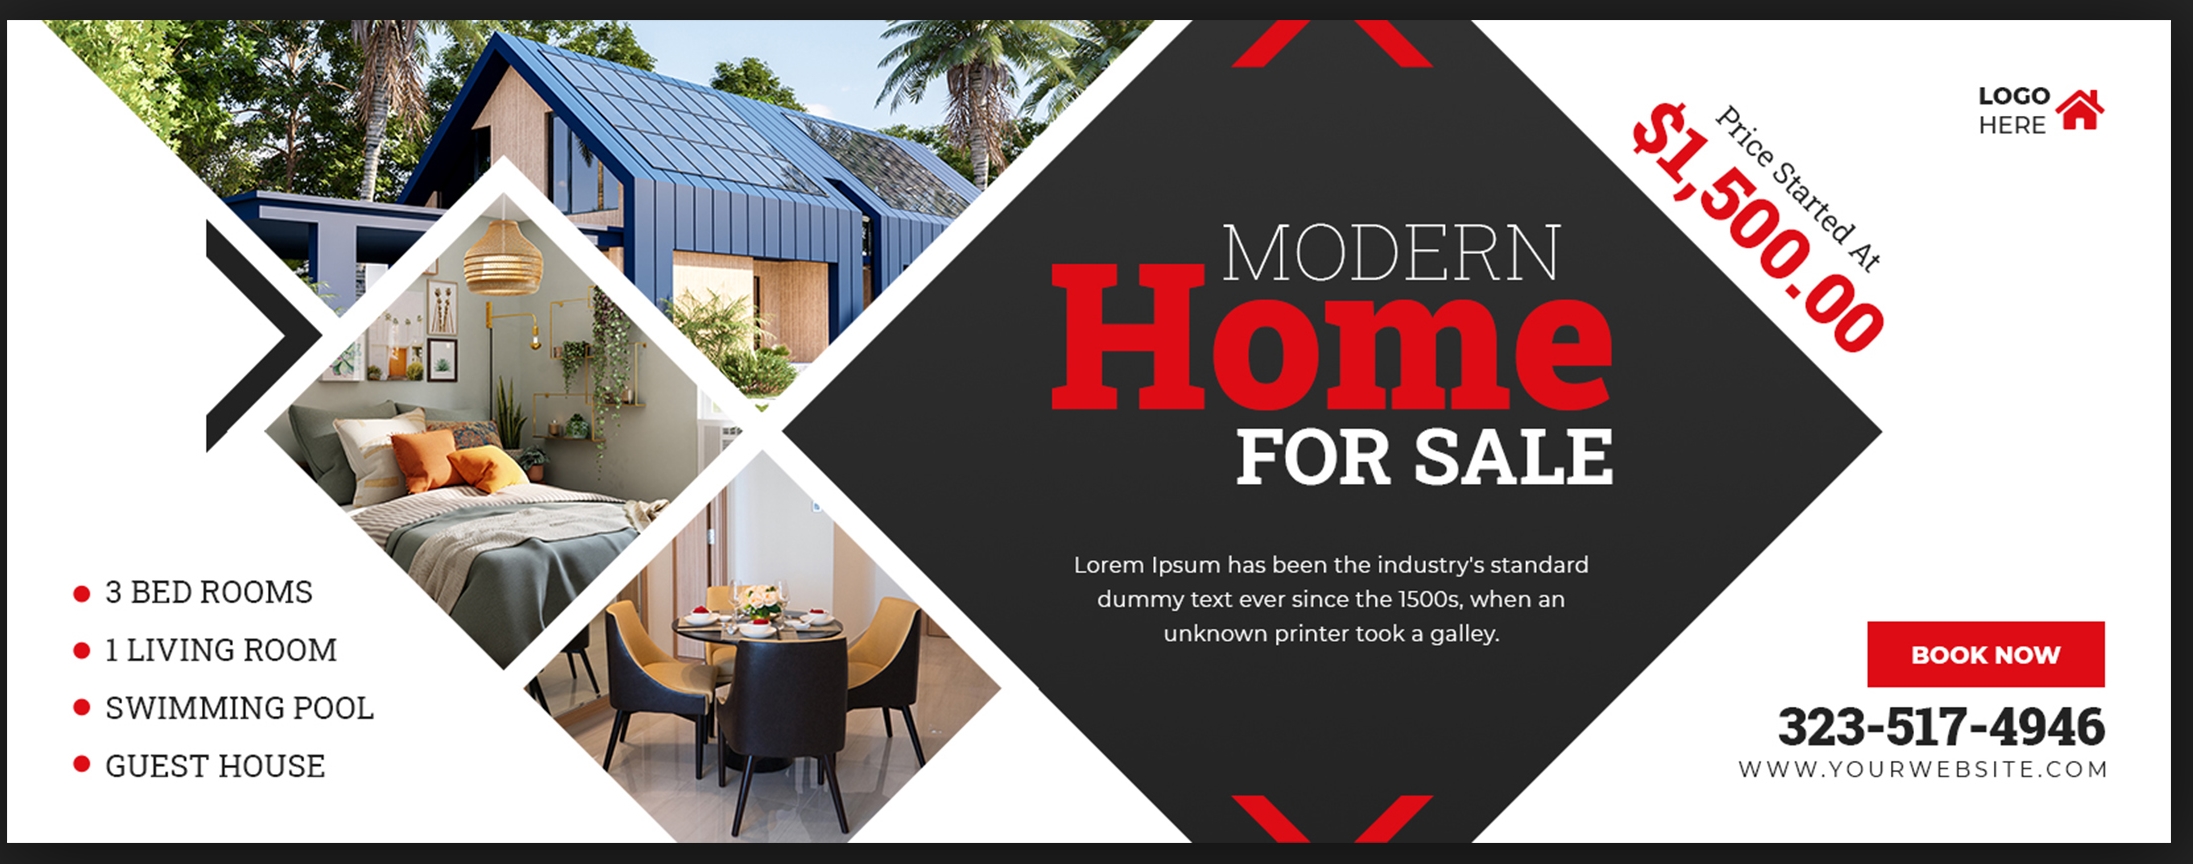 3 BED ROOMS
1 LIVING ROOM
SWIMMING POOL
GUEST HOUSE
MODERN
Home
FOR SALE
Lorem Ipsum has been the industry's standard
dummy text ever since the 1500s, when an
unknown printer took a galley.
Price Started At
$1,500.00
LOGO
HERE
BOOK NOW
323-517-4946
WWW.YOURWEBSITE.COM